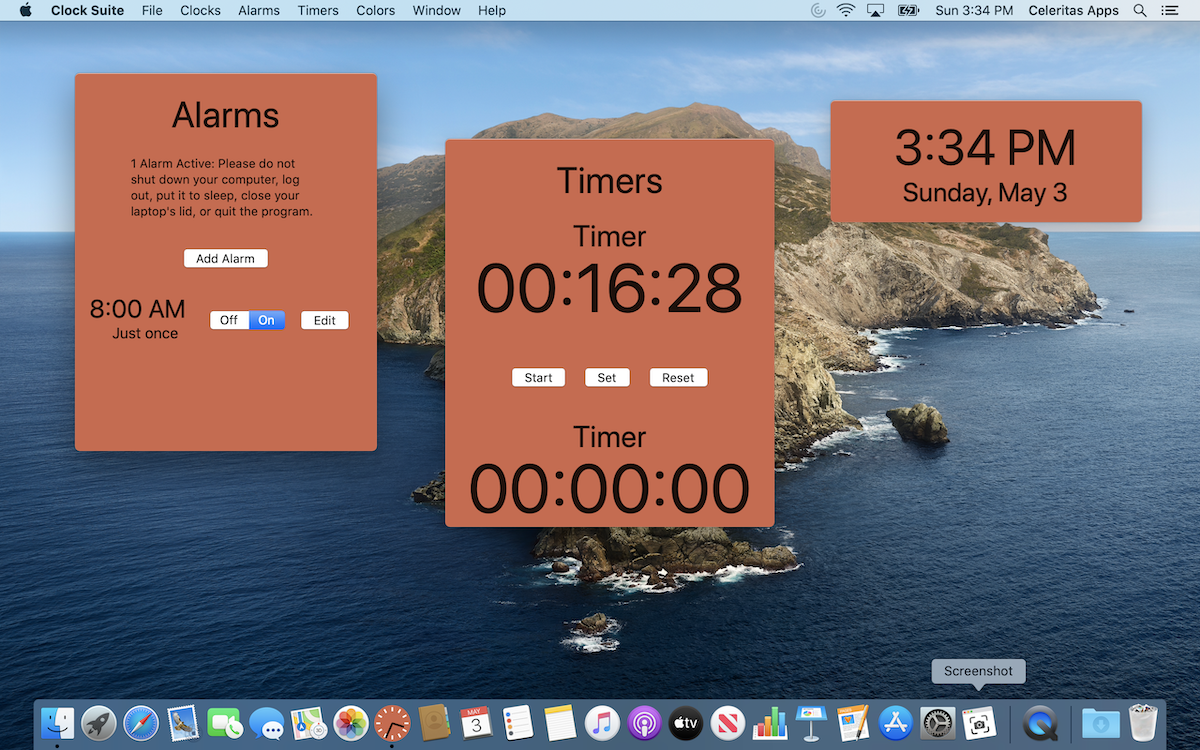 Clock Suite File Clocks Alarms Timers Colors Window Help Sun 3:34 PM Celeritas Apps
Alarms
1 Alarm Active: Please do not
shut down your computer, log
out, put it to sleep, close your
laptop's lid, or quit the program.
Add Alarm
8:00 AM
Just once
Off On Edit
Timers
Timer
00:16:28
Start Set Reset
Timer
00:00:00
3:34 PM
Sunday, May 3
Screenshot
MAY
3
tv